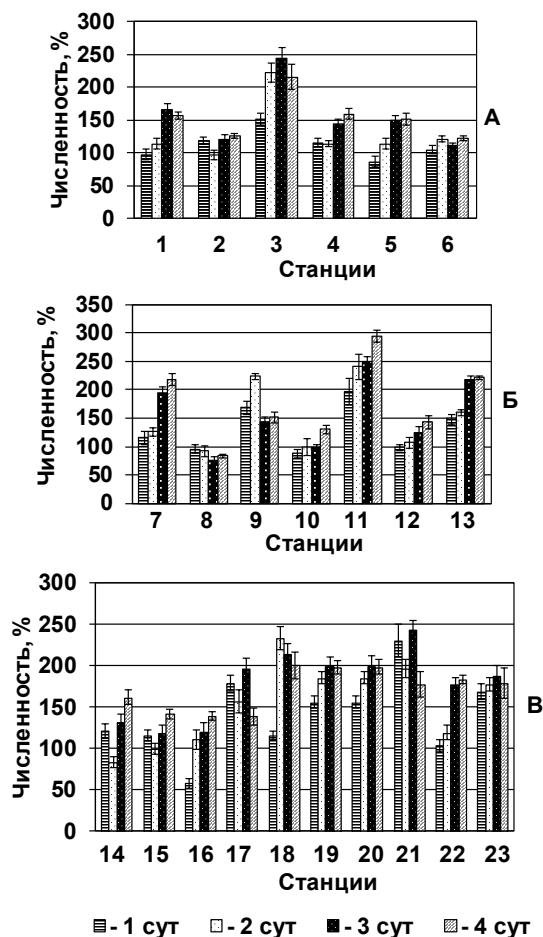 300
250
200
150
100
50
0
Численность, %
1 2 3 4 5 6
Станции
А
350
300
250
200
150
100
50
0
Численность, %
7 8 9 10 11 12 13
Станции
Б
300
250
200
150
100
50
0
Численность, %
14 15 16 17 18 19 20 21 22 23
Станции
В
- 1 сут - 2 сут - 3 сут - 4 сут